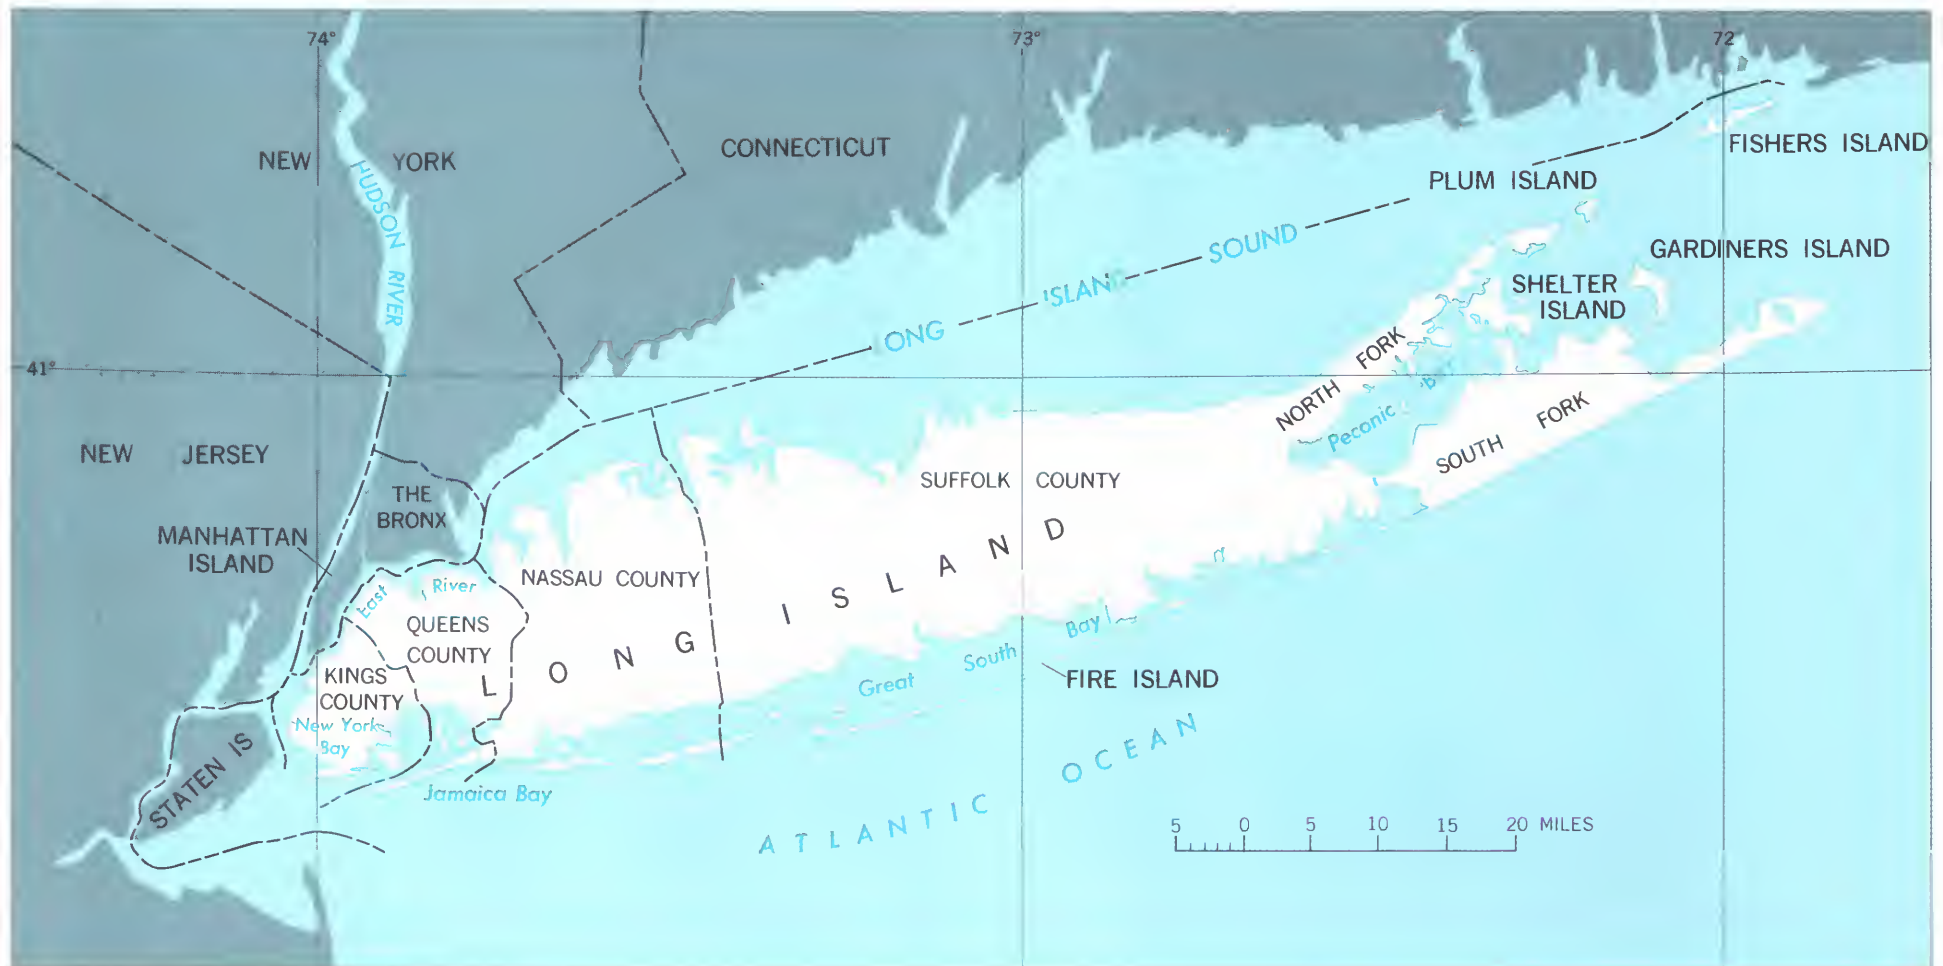 74°
73°
72
NEW YORK
CONNECTICUT
FISHERS ISLAND
HUDSON RIVER
PLUM ISLAND
ONG ISLAN SOUND
GARDINERS ISLAND
SHELTER
ISLAND
41°
NORTH FORK
Peconic Bay
SOUTH FORK
NEW JERSEY
SUFFOLK COUNTY
THE
BRONX
MANHATTAN
ISLAND
NASSAU COUNTY
East River
LONG ISLAND
QUEENS
COUNTY
KINGS
COUNTY
Great South Bay
FIRE ISLAND
New York
Bay
STATEN IS
Jamaica Bay
ATLANTIC OCEAN
5 0 5 10 15 20 MILES